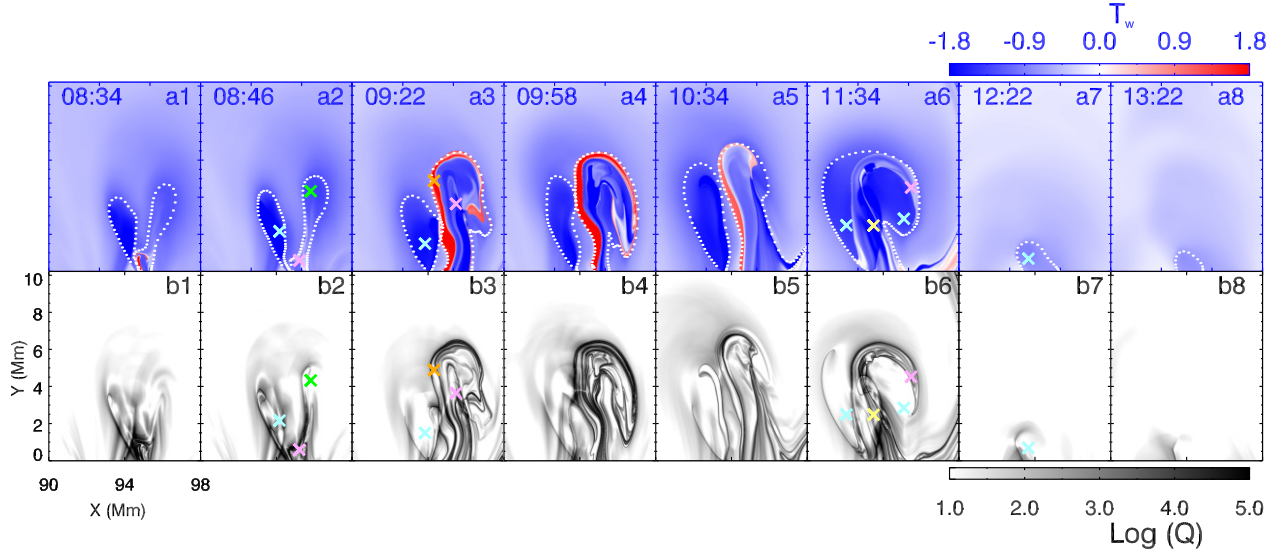 T_w
-1.8 -0.9 0.0 0.9 1.8
08:34 a1 08:46 a2 09:22 a3 09:58 a4 10:34 a5 11:34 a6 12:22 a7 13:22 a8
10 b1 b2 b3 b4 b5 b6 b7 b8
8
6
Y (Mm)
4
2
0
90 94 98
X (Mm)
1.0 2.0 3.0 4.0 5.0
Log (Q)